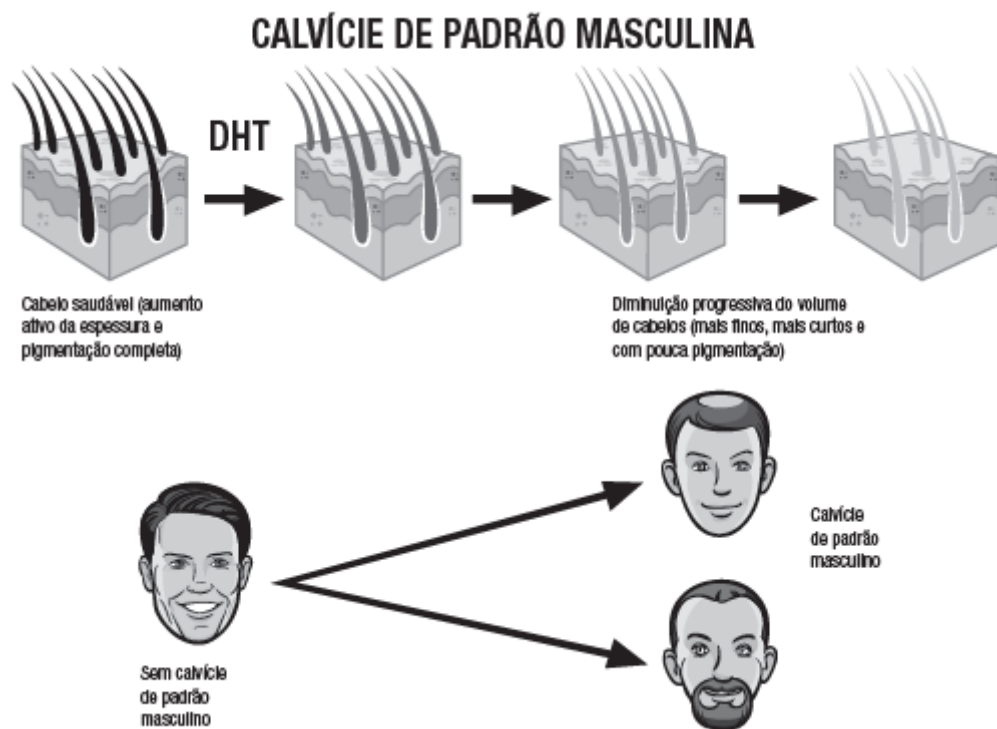 CALVÍCIE DE PADRÃO MASCULINA
DHT
Cabelo saudável (aumento
ativo da espessura e
pigmentação completa)
Diminuição progressiva do volume
de cabelos (mais finos, mais curtos e
com pouca pigmentação)
Sem calvície
de padrão
masculino
Calvície
de padrão
masculino